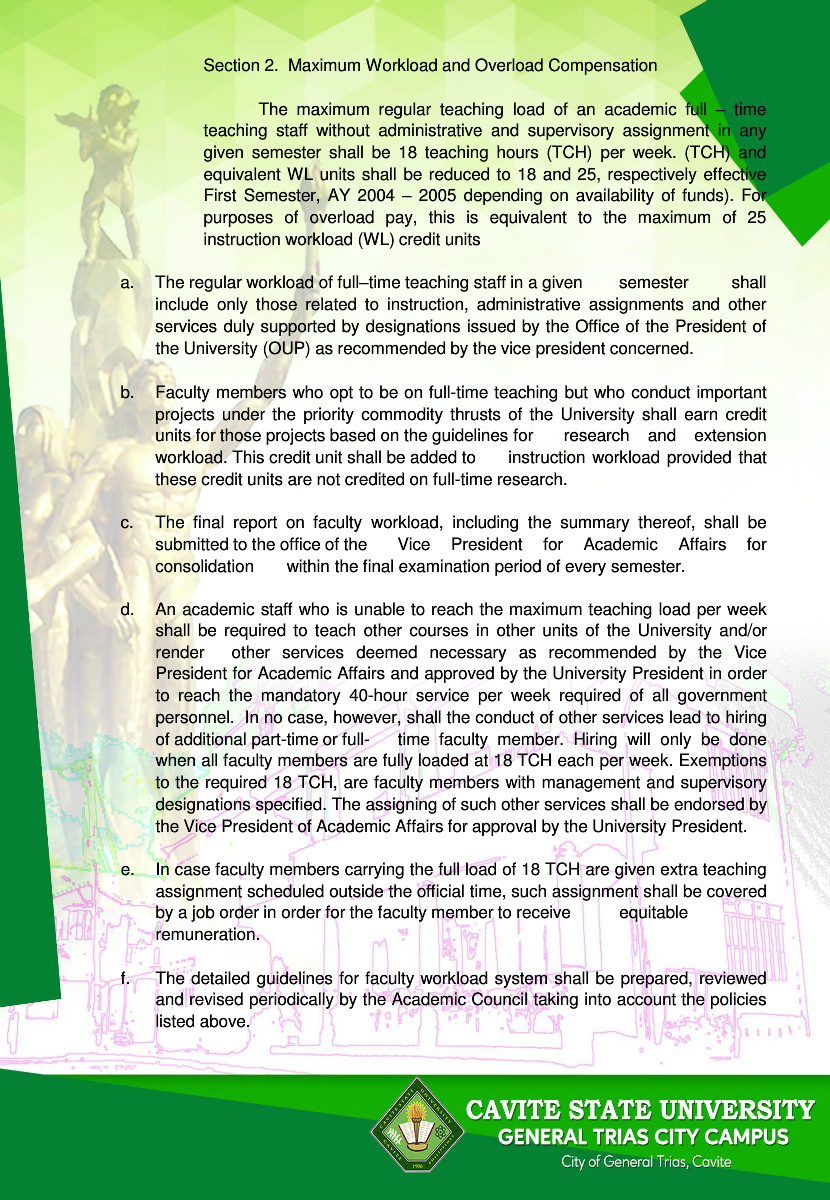 Section 2. Maximum Workload and Overload Compensation
The maximum regular teaching load of an academic full – time
teaching staff without administrative and supervisory assignment in any
given semester shall be 18 teaching hours (TCH) per week. (TCH) and
equivalent WL units shall be reduced to 18 and 25, respectively effective
First Semester, AY 2004 – 2005 depending on availability of funds). For
purposes of overload pay, this is equivalent to the maximum of 25
instruction workload (WL) credit units
a. The regular workload of full–time teaching staff in a given semester shall
include only those related to instruction, administrative assignments and other
services duly supported by designations issued by the Office of the President of
the University (OUP) as recommended by the vice president concerned.
b. Faculty members who opt to be on full-time teaching but who conduct important
projects under the priority commodity thrusts of the University shall earn credit
units for those projects based on the guidelines for research and extension
workload. This credit unit shall be added to instruction workload provided that
these credit units are not credited on full-time research.
c. The final report on faculty workload, including the summary thereof, shall be
submitted to the office of the Vice President for Academic Affairs for
consolidation within the final examination period of every semester.
d. An academic staff who is unable to reach the maximum teaching load per week
shall be required to teach other courses in other units of the University and/or
render other services deemed necessary as recommended by the Vice
President for Academic Affairs and approved by the University President in order
to reach the mandatory 40-hour service per week required of all government
personnel. In no case, however, shall the conduct of other services lead to hiring
of additional part-time or full- time faculty member. Hiring will only be done
when all faculty members are fully loaded at 18 TCH each per week. Exemptions
to the required 18 TCH, are faculty members with management and supervisory
designations specified. The assigning of such other services shall be endorsed by
the Vice President of Academic Affairs for approval by the University President.
e. In case faculty members carrying the full load of 18 TCH are given extra teaching
assignment scheduled outside the official time, such assignment shall be covered
by a job order in order for the faculty member to receive equitable
remuneration.
f. The detailed guidelines for faculty workload system shall be prepared, reviewed
and revised periodically by the Academic Council taking into account the policies
listed above.
CAVITE STATE UNIVERSITY
GENERAL TRIAS CITY CAMPUS
City of General Trias, Cavite
1906